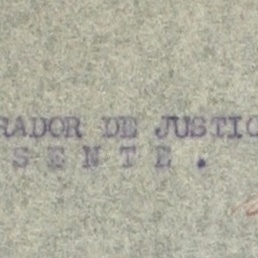 RADOR DE JUSTIC
S E N T E .